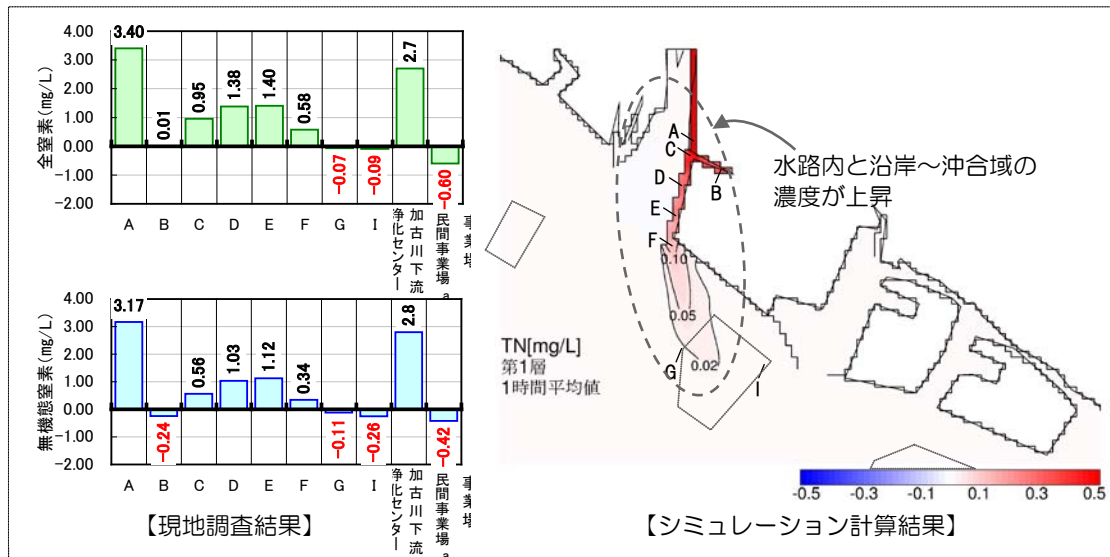 全窒素(mg/L)
4.00
3.00
2.00
1.00
0.00
-1.00
-2.00
3.40
0.01
0.95
1.38
1.40
0.58
-0.07
-0.09
2.7
-0.60
A
B
C
D
E
F
G
I
加古川下流
浄化センター
民間事業場a
事業場
無機態窒素(mg/L)
4.00
3.00
2.00
1.00
0.00
-1.00
-2.00
3.17
-0.24
0.56
1.03
1.12
0.34
-0.11
-0.26
2.8
-0.42
A
B
C
D
E
F
G
I
加古川下流
浄化センター
民間事業場a
事業場
【現地調査結果】
A
C
B
D
E
F
0.10
0.05
0.02
G
I
水路内と沿岸～沖合域の
濃度が上昇
TN[mg/L]
第1層
1時間平均値
-0.5 -0.3 -0.1 0.1 0.3 0.5
【シミュレーション計算結果】